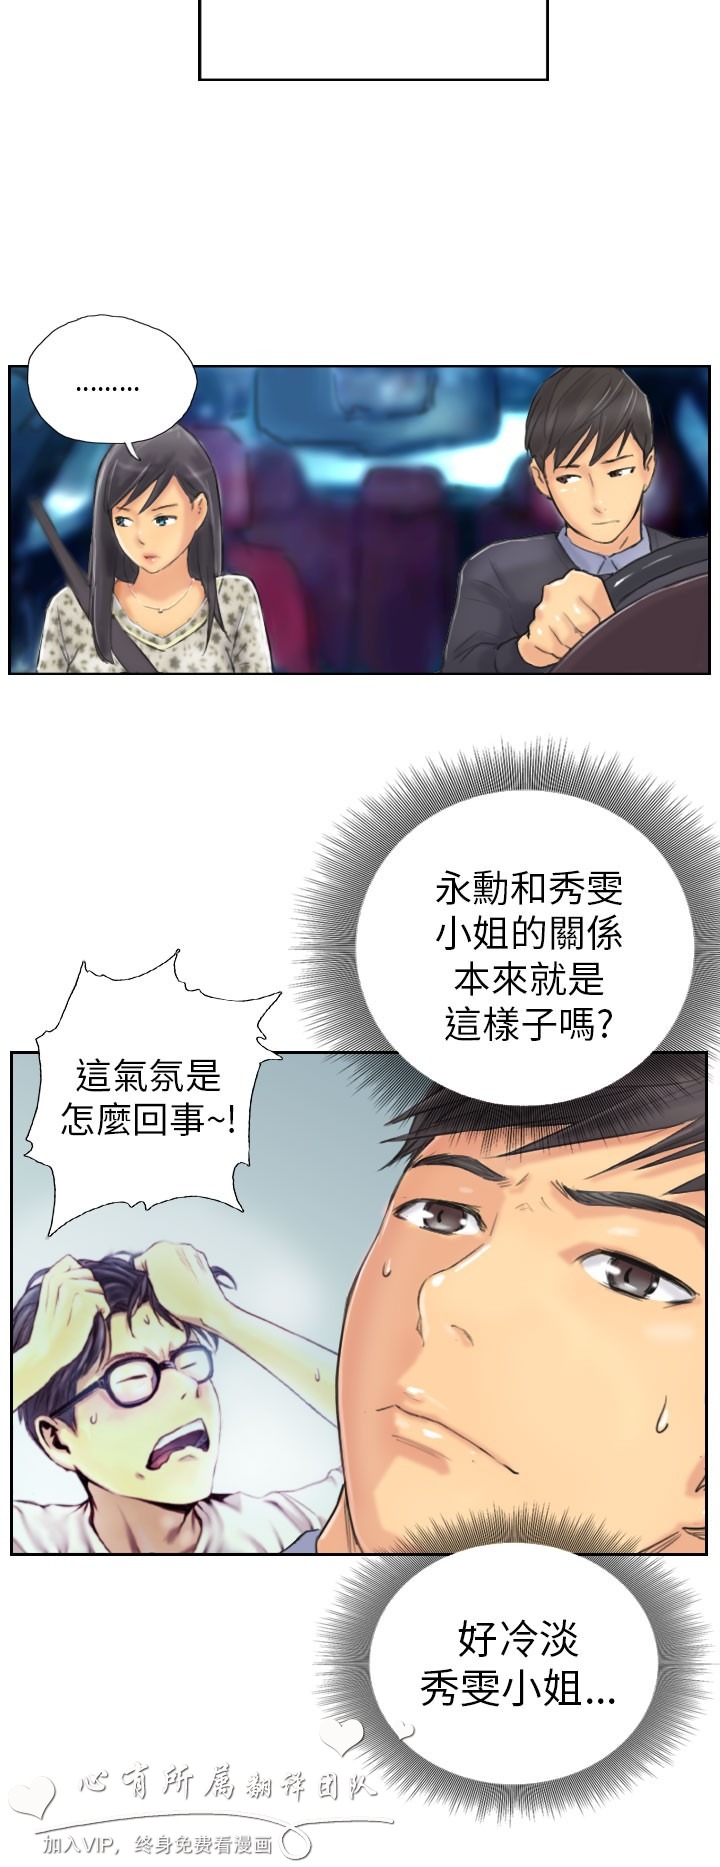 ………
永勳和秀雯
小姐的關係
本來就是
這樣子嗎?
這氣氛是
怎麼回事~!
好冷淡
秀雯小姐...
心有所属翻译团队
加入VIP，终身免费看漫画